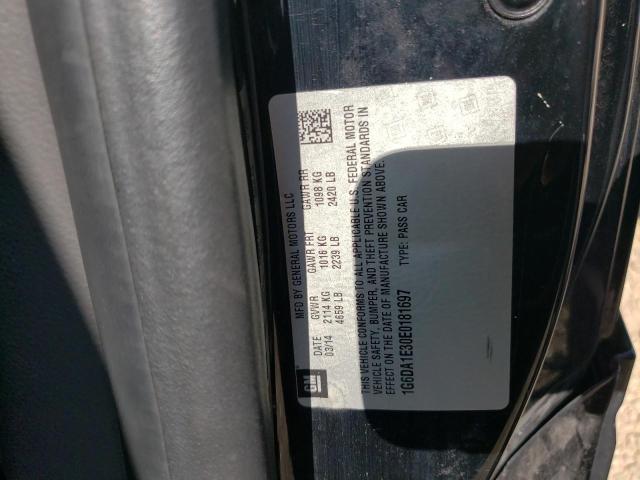 GM
MFD BY GENERAL MOTORS LLC
DATE GVWR GAWR FRT GAWR RR
03/14 2114 KG 1016 KG 1098 KG
4659 LB 2239 LB 2420 LB
THIS VEHICLE CONFORMS TO ALL APPLICABLE U.S. FEDERAL MOTOR
VEHICLE SAFETY, BUMPER, AND THEFT PREVENTION STANDARDS IN
EFFECT ON THE DATE OF MANUFACTURE SHOWN ABOVE.
1G6DA1E30E0181697 TYPE: PASS CAR